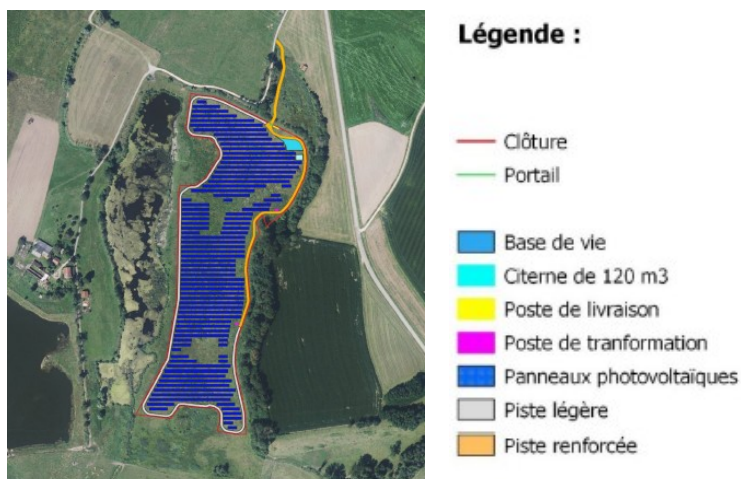 Légende :
Clôture
Portail
Base de vie
Citerne de 120 m3
Poste de livraison
Poste de tranformation
Panneaux photovoltaïques
Piste légère
Piste renforcée